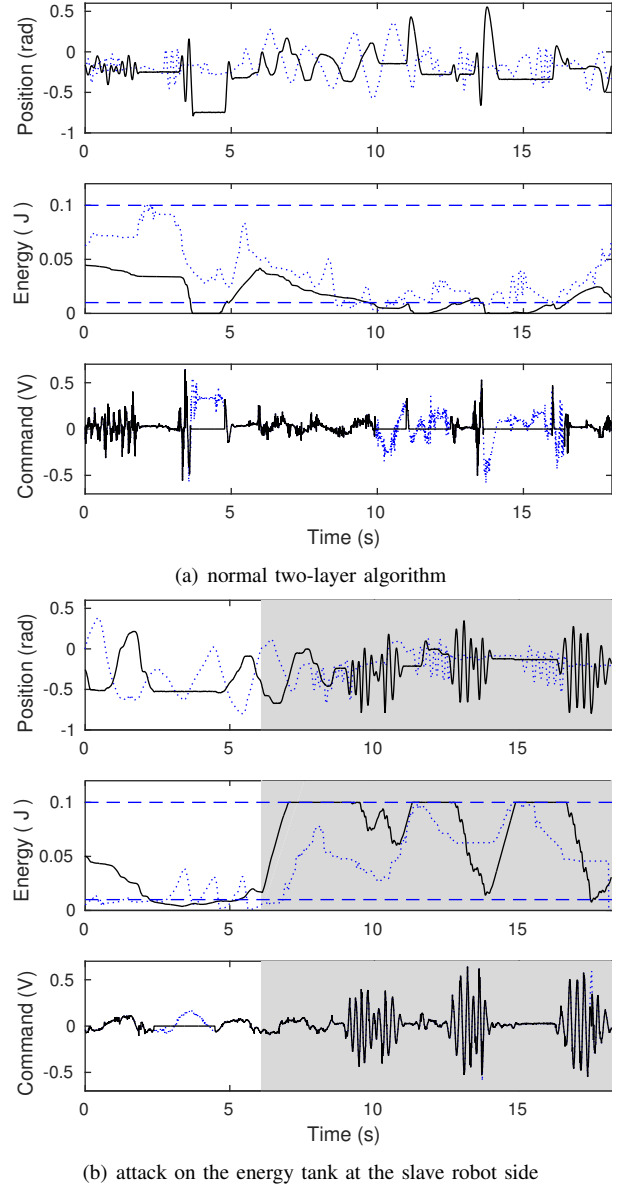 Position (rad)
0.5
0
-0.5
-1
0 5 10 15
Energy ( J )
0.1
0.05
0
0 5 10 15
Command (V)
0.5
0
-0.5
0 5 10 15
Time (s)
(a) normal two-layer algorithm
Position (rad)
0.5
0
-0.5
-1
0 5 10 15
Energy ( J )
0.1
0.05
0
0 5 10 15
Command (V)
0.5
0
-0.5
0 5 10 15
Time (s)
(b) attack on the energy tank at the slave robot side